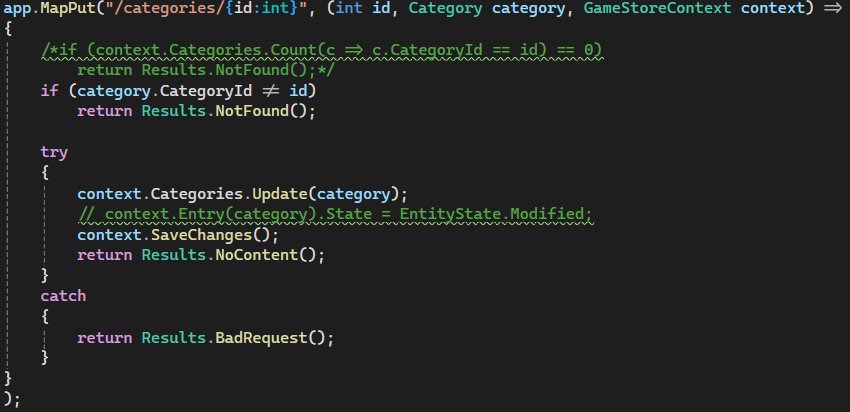 app.MapPut("/categories/{id:int}", (int id, Category category, GameStoreContext context) =>
{
    /*if (context.Categories.Count(c => c.CategoryId == id) == 0)
        return Results.NotFound();*/
    if (category.CategoryId != id)
        return Results.NotFound();

    try
    {
        context.Categories.Update(category);
        // context.Entry(category).State = EntityState.Modified;
        context.SaveChanges();
        return Results.NoContent();
    }
    catch
    {
        return Results.BadRequest();
    }
}
);